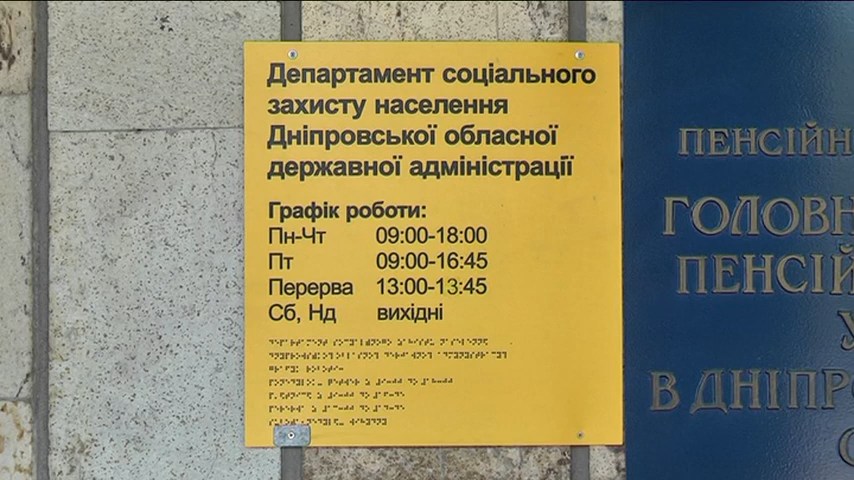 Департамент соціального
захисту населення
Дніпровської обласної
державної адміністрації
Графік роботи:
Пн-Чт 09:00-18:00
Пт 09:00-16:45
Перерва 13:00-13:45
Сб, Нд вихідні
ПЕНСІЙН
ГОЛОВН
ПЕНСІЙ
У
В ДНІПРО
О